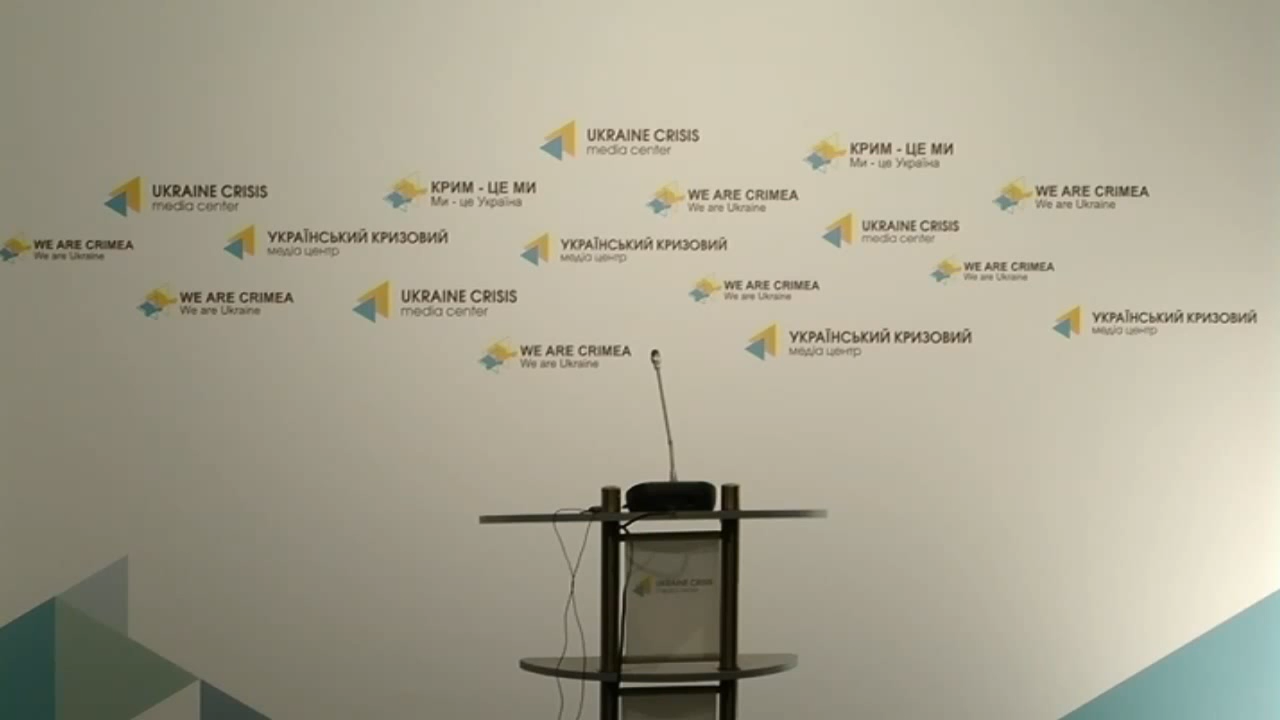 UKRAINE CRISIS
media center
КРИМ - ЦЕ МИ
Ми - це Україна
UKRAINE CRISIS
media center
КРИМ - ЦЕ МИ
Ми - це Україна
WE ARE CRIMEA
We are Ukraine
WE ARE CRIMEA
We are Ukraine
WE ARE CRIMEA
We are Ukraine
УКРАЇНСЬКИЙ КРИЗОВИЙ
медіа центр
УКРАЇНСЬКИЙ КРИЗОВИЙ
медіа центр
UKRAINE CRISIS
media center
WE ARE CRIMEA
We are Ukraine
WE ARE CRIMEA
We are Ukraine
UKRAINE CRISIS
media center
WE ARE CRIMEA
We are Ukraine
УКРАЇНСЬКИЙ КРИЗОВИЙ
медіа центр
WE ARE CRIMEA
We are Ukraine
УКРАЇНСЬКИЙ КРИЗОВИЙ
медіа центр
UKRAINE CRISIS